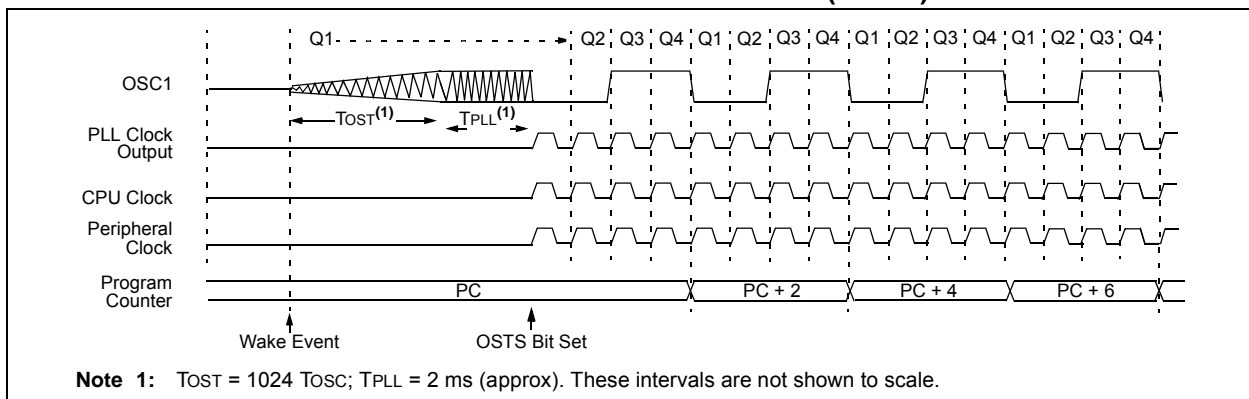 Q1 Q2 Q3 Q4 Q1 Q2 Q3 Q4 Q1 Q2 Q3 Q4 Q1 Q2 Q3 Q4
OSC1
TOST(1) TPLL(1)
PLL Clock
Output
CPU Clock
Peripheral
Clock
Program
Counter
PC PC + 2 PC + 4 PC + 6
Wake Event OSTS Bit Set
Note 1: TOST = 1024 TOSC; TPLL = 2 ms (approx). These intervals are not shown to scale.